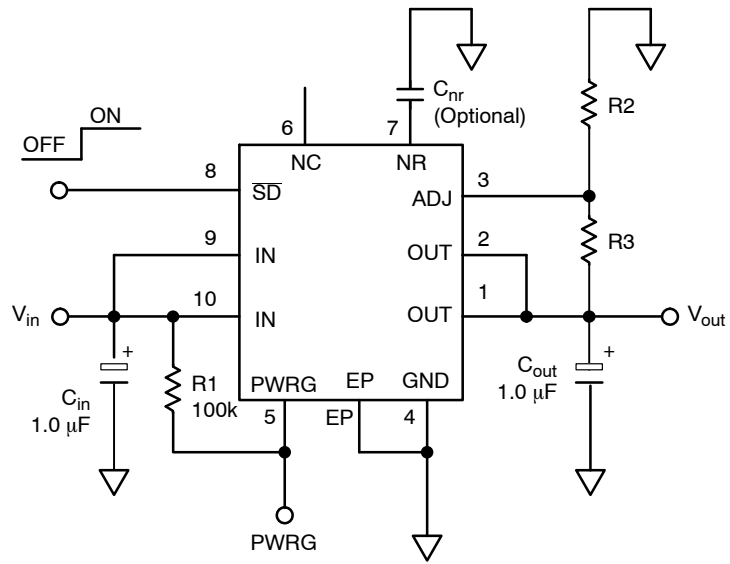 C_nr
(Optional)
R2
ON
OFF
6
7
NC
NR
8
SD
3
ADJ
R3
9
IN
2
OUT
V_in
10
IN
1
OUT
V_out
+
C_in
1.0 μF
R1
100k
PWRG
EP
GND
5
EP
4
C_out
1.0 μF
+
PWRG